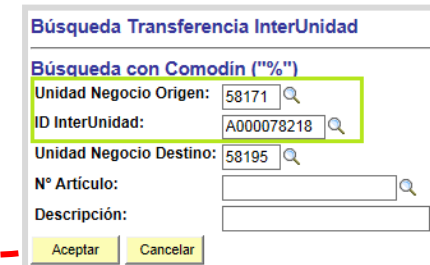 Búsqueda Transferencia InterUnidad
Búsqueda con Comodín ("%")
Unidad Negocio Origen: 58171
ID InterUnidad: A000078218
Unidad Negocio Destino: 58195
Nº Artículo:
Descripción:
Aceptar Cancelar